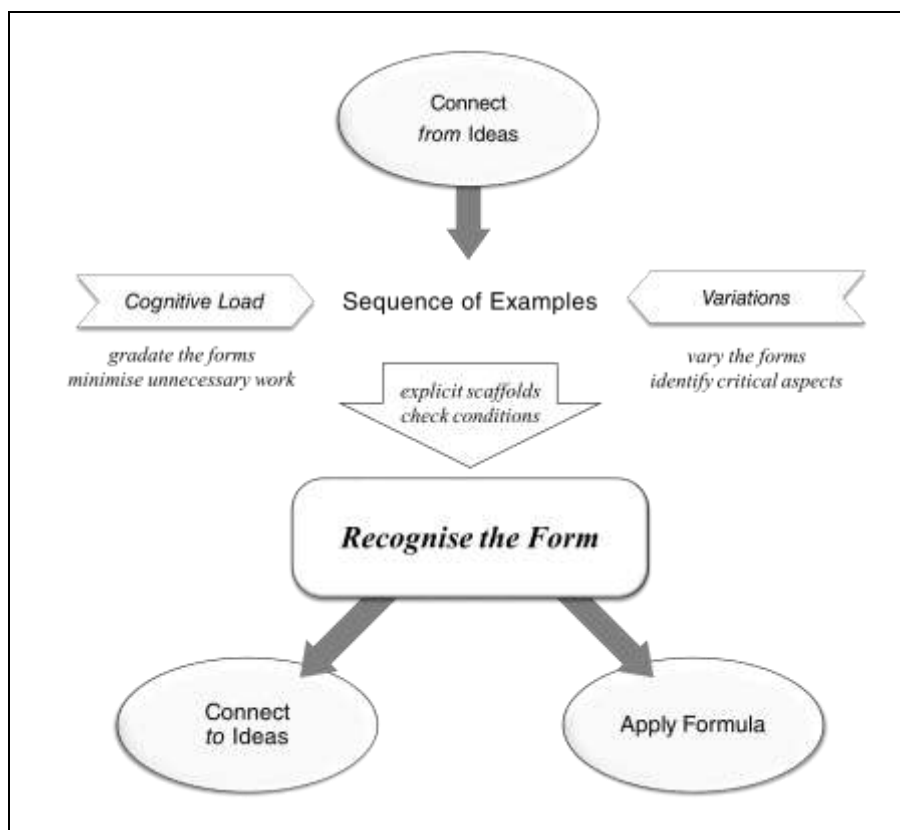 Connect
from Ideas
Cognitive Load
Sequence of Examples
Variations
gradate the forms
minimise unnecessary work
vary the forms
identify critical aspects
explicit scaffolds
check conditions
Recognise the Form
Connect
to Ideas
Apply Formula